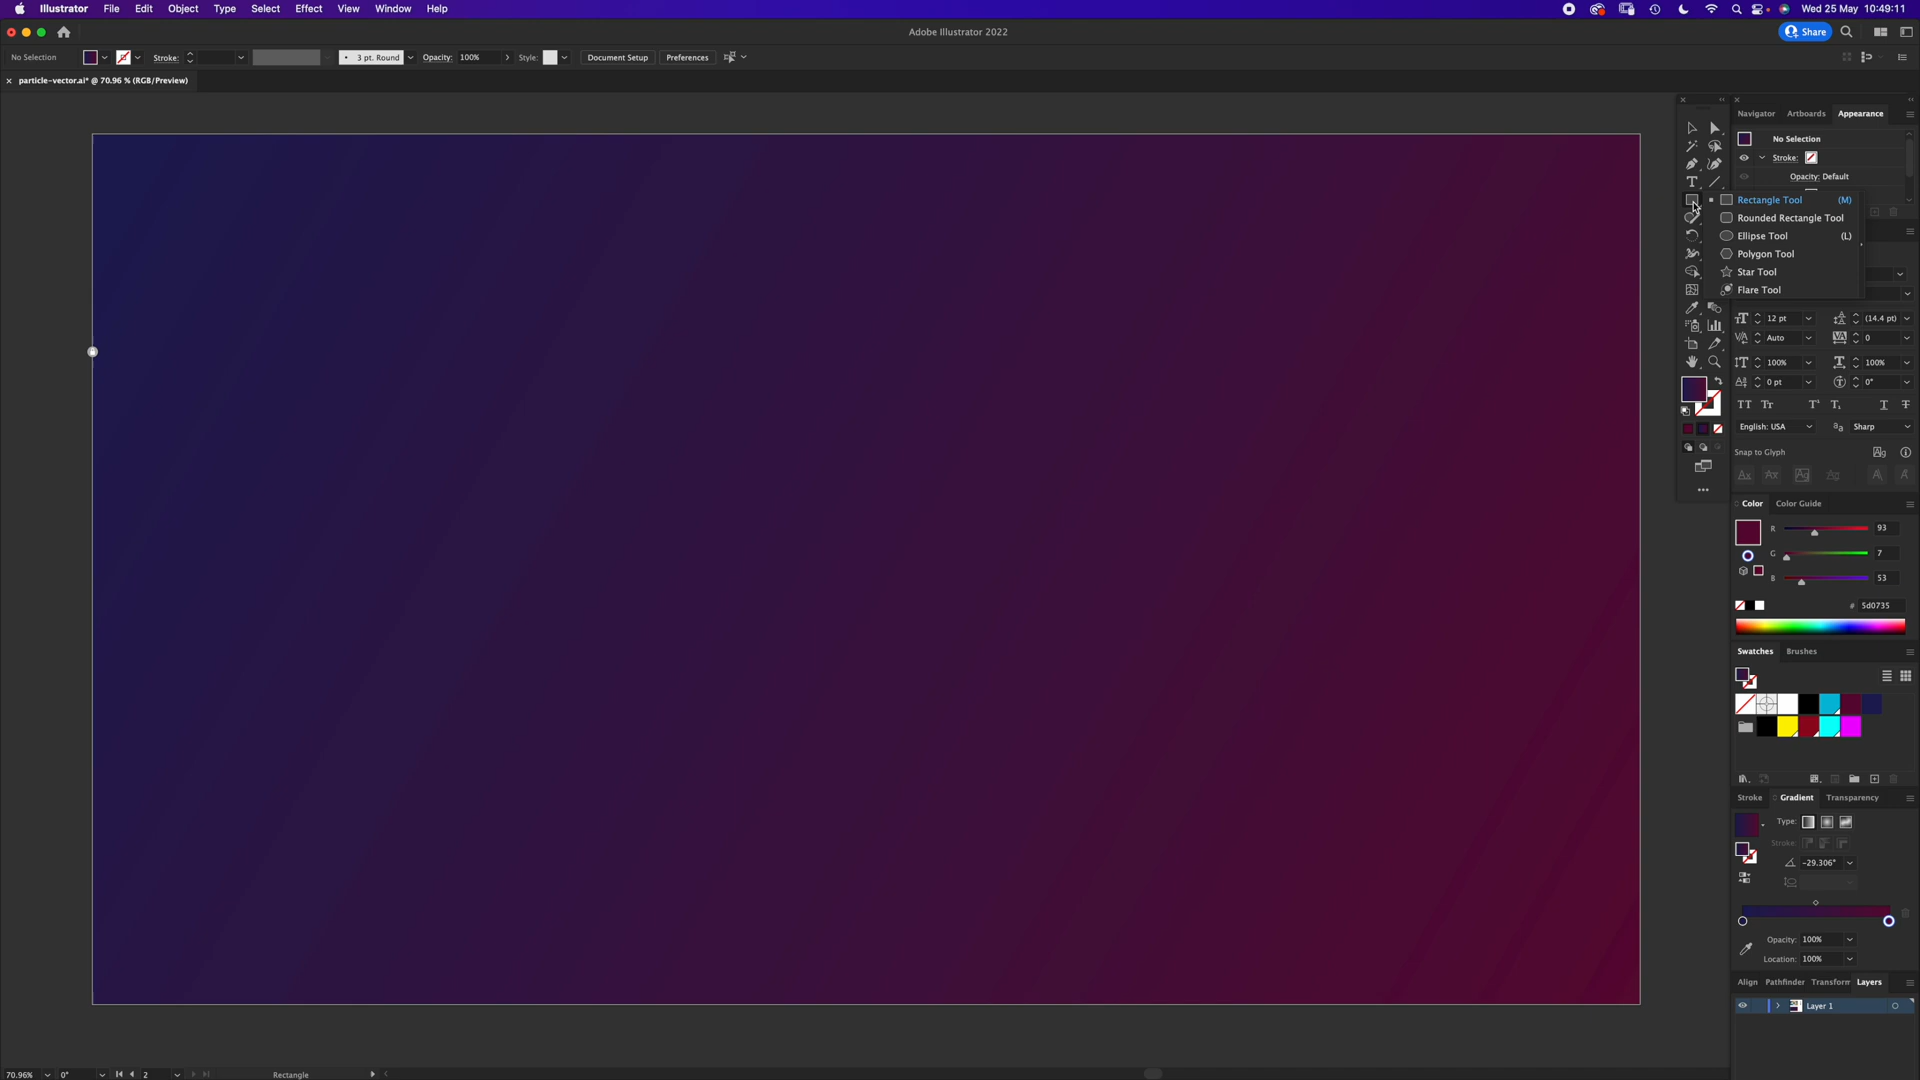 Illustrator File Edit Object Type Select Effect View Window Help
Wed 25 May 10:49:11
Adobe Illustrator 2022
Share
No Selection
Stroke:
3 pt. Round
Opacity: 100%
Style:
Document Setup
Preferences
particle-vector.ai* @ 70.96 % (RGB/Preview)
Navigator Artboards Appearance
No Selection
Stroke:
Opacity: Default
Rectangle Tool (M)
Rounded Rectangle Tool
Ellipse Tool (L)
Polygon Tool
Star Tool
Flare Tool
12 pt (14.4 pt)
Auto 0
100% 100%
0 pt 0°
English: USA Sharp
Snap to Glyph
Color Color Guide
R 93
G 7
B 53
# 5d0735
Swatches Brushes
Stroke Gradient Transparency
Type:
Stroke:
-29.306°
Opacity: 100%
Location: 100%
Align Pathfinder Transform Layers
Layer 1
70.96% 0° 2 Rectangle